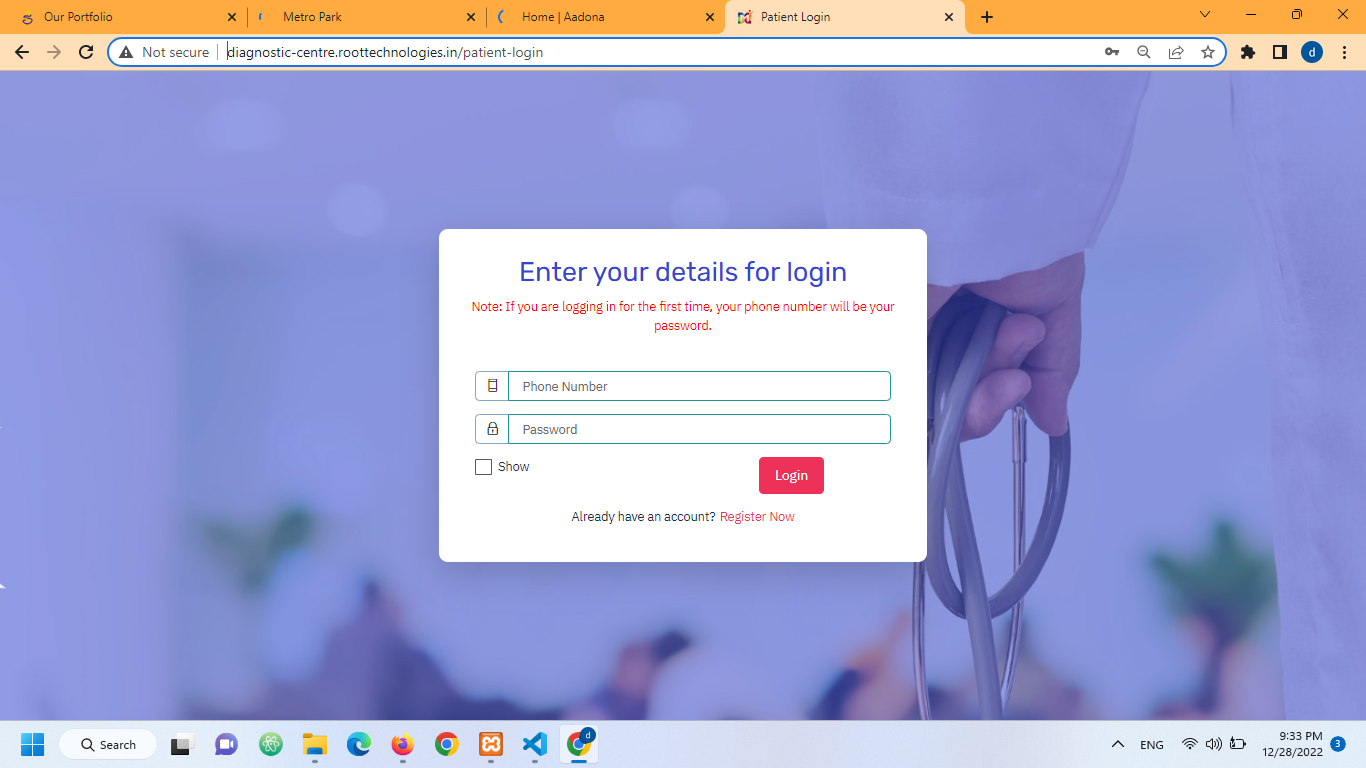 Our Portfolio
Metro Park
Home | Aadona
Patient Login
Not secure
diagnostic-centre.roottechnologies.in/patient-login
d
Enter your details for login
Note: If you are logging in for the first time, your phone number will be your
password.
Phone Number
Password
Show
Login
Already have an account? Register Now
Search
d
ENG
9:33 PM
12/28/2022
3